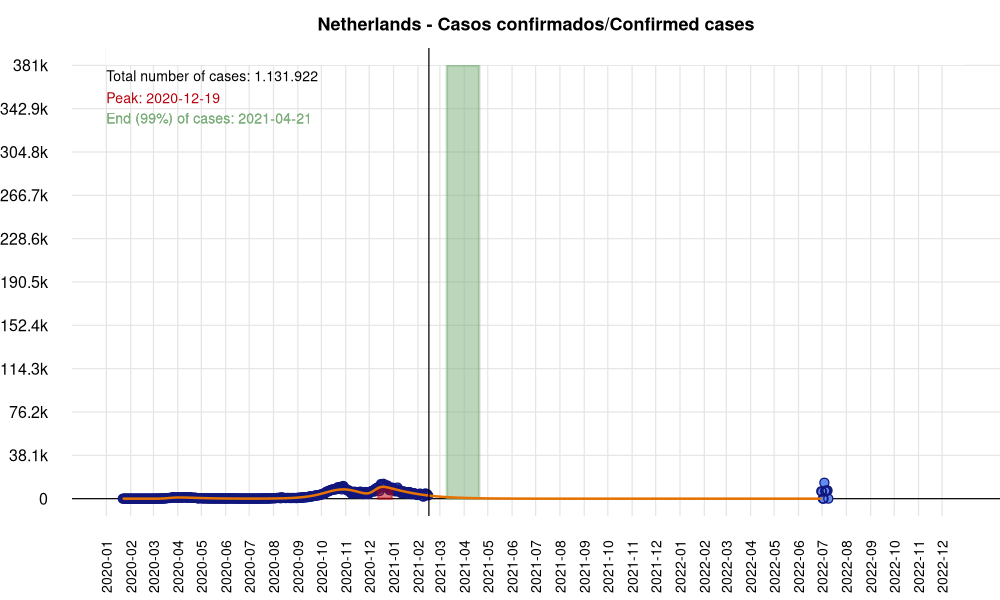 Netherlands - Casos confirmados/Confirmed cases
381k
342.9k
304.8k
266.7k
228.6k
190.5k
152.4k
114.3k
76.2k
38.1k
0
Total number of cases: 1.131.922
Peak: 2020-12-19
End (99%) of cases: 2021-04-21
2020-01
2020-02
2020-03
2020-04
2020-05
2020-06
2020-07
2020-08
2020-09
2020-10
2020-11
2020-12
2021-01
2021-02
2021-03
2021-04
2021-05
2021-06
2021-07
2021-08
2021-09
2021-10
2021-11
2021-12
2022-01
2022-02
2022-03
2022-04
2022-05
2022-06
2022-07
2022-08
2022-09
2022-10
2022-11
2022-12